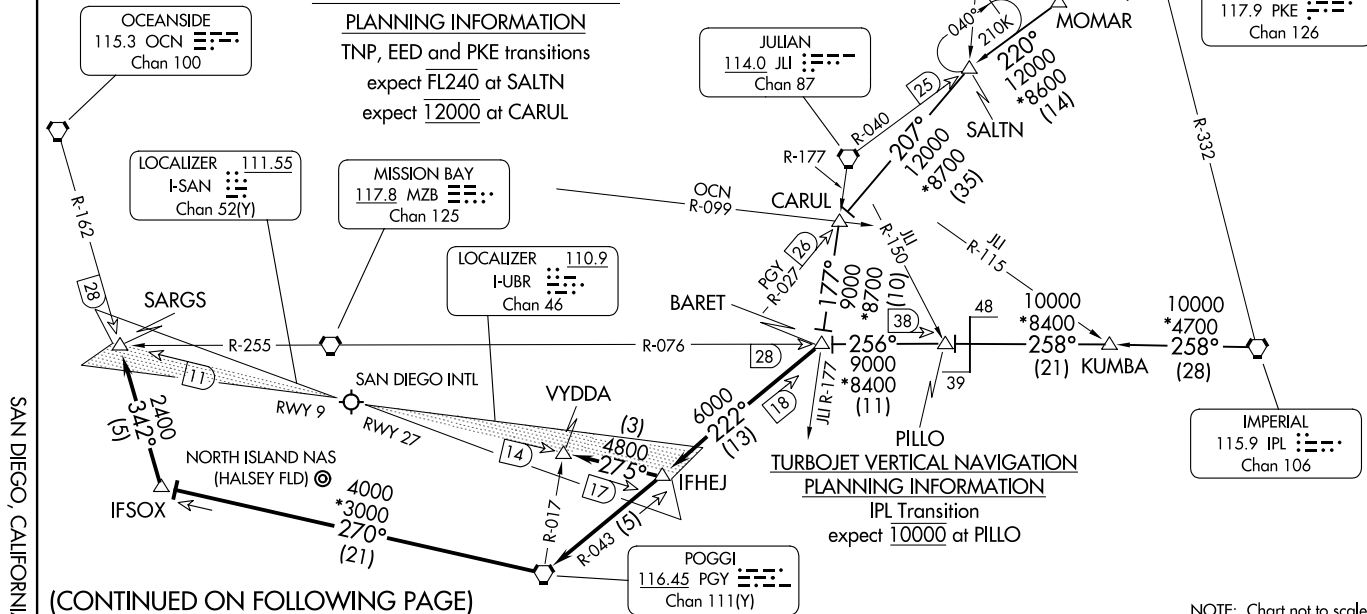 OCEANSIDE
115.3 OCN
Chan 100
PLANNING INFORMATION
TNP, EED and PKE transitions
expect FL240 at SALTN
expect 12000 at CARUL
JULIAN
114.0 JLI
Chan 87
117.9 PKE
Chan 126
MOMAR
040°
210K
220°
12000
*8600
(14)
SALTN
25
R-040
207°
12000
*8700
(35)
R-332
R-177
LOCALIZER 111.55
I-SAN
Chan 52(Y)
MISSION BAY
117.8 MZB
Chan 125
OCN
R-099
CARUL
R-162
LOCALIZER 110.9
I-UBR
Chan 46
PGY
R-027
26
177°
9000
*8700
(10)
JLI
R-150
JLI
R-115
28
SARGS
BARET
R-255
R-076
28
38
48
256°
9000
*8400
(11)
39
10000
*8400
258°
(21)
KUMBA
10000
*4700
258°
(28)
11
SAN DIEGO INTL
RWY 9
RWY 27
VYDDA
18
JLI R-177
6000
222°
(13)
PILLO
IMPERIAL
115.9 IPL
Chan 106
2400
342°
(5)
14
(3)
4800
275°
17
IFHEJ
TURBOJET VERTICAL NAVIGATION
PLANNING INFORMATION
IPL Transition
expect 10000 at PILLO
NORTH ISLAND NAS
(HALSEY FLD)
IFSOX
4000
*3000
270°
(21)
R-017
R-043
(5)
POGGI
116.45 PGY
Chan 111(Y)
(CONTINUED ON FOLLOWING PAGE)
NOTE: Chart not to scale
SAN DIEGO, CALIFORNIA